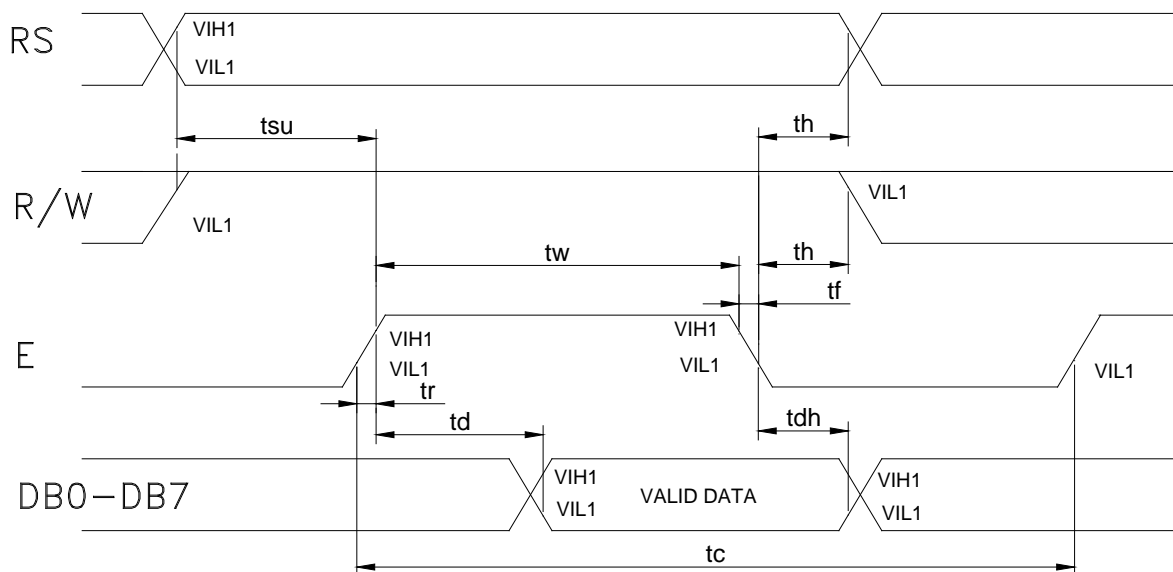 RS
VIH1
VIL1
tsu
th
R/W
VIL1
VIL1
tw
th
tf
E
VIH1
VIL1
VIH1
VIL1
VIL1
tr
td
tdh
DB0-DB7
VIH1
VIL1
VALID DATA
VIH1
VIL1
tc